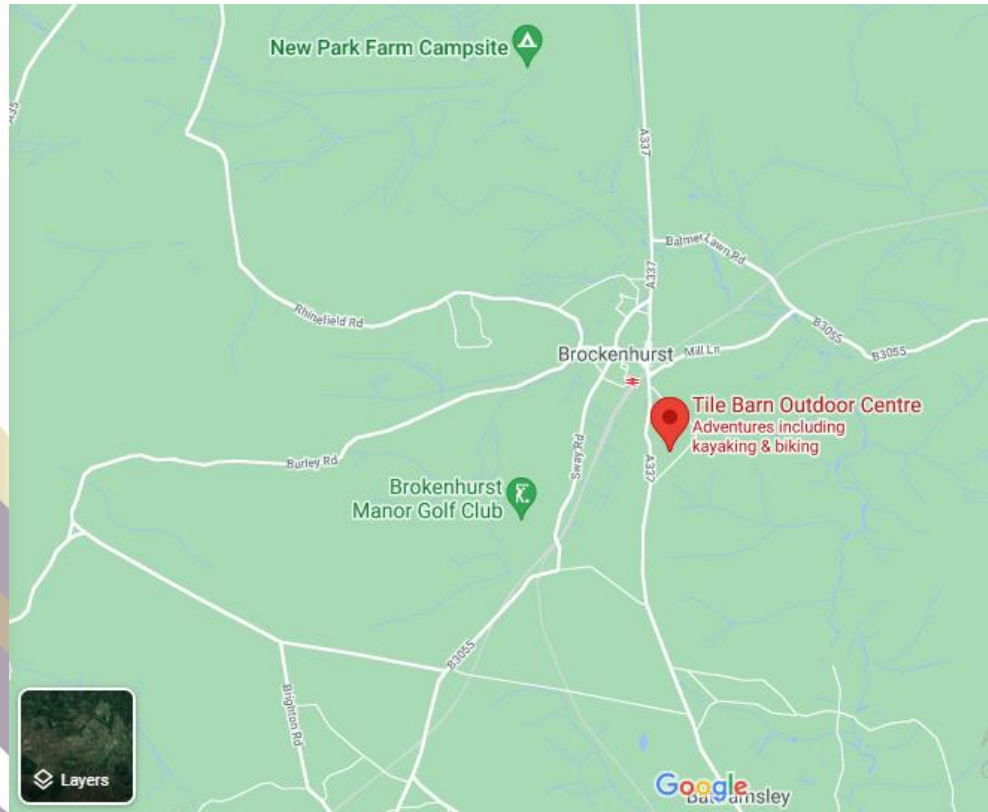 New Park Farm Campsite
A35
A337
Balmer Lawn Rd
A337
Rhinefield Rd
B3055
B3055
Brockenhurst
Mill Ln
Tile Barn Outdoor Centre
Adventures including
kayaking & biking
Burley Rd
Sway Rd
A337
Brokenhurst
Manor Golf Club
B3055
Brighton Rd
Layers
Google